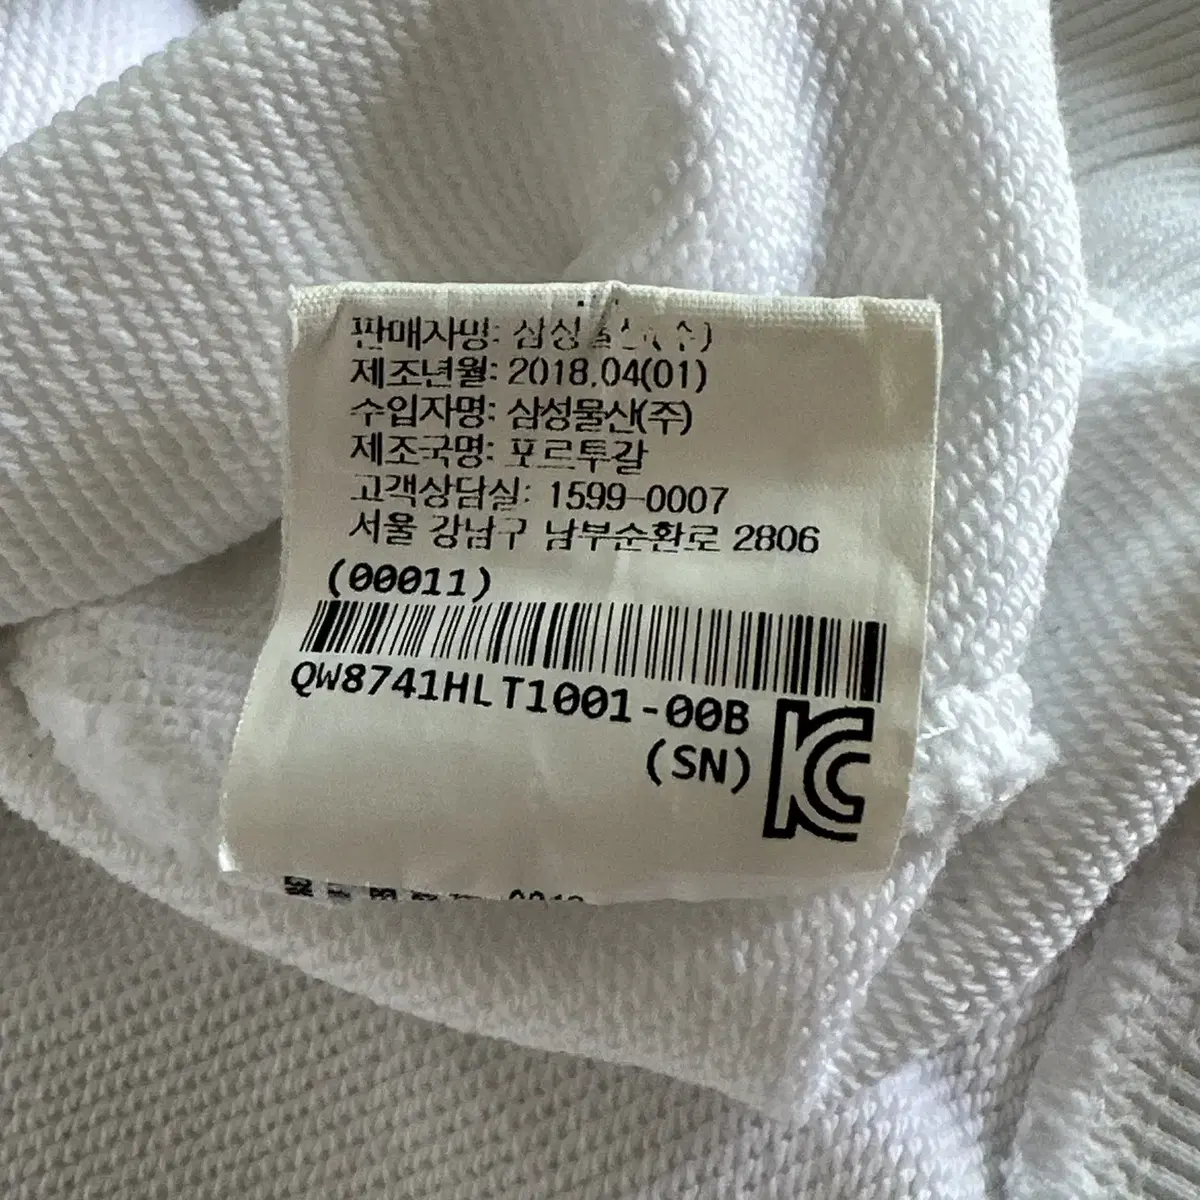 판매자명: 삼성물산(주)
제조년월: 2018.04(01)
수입자명: 삼성물산(주)
제조국명: 포르투갈
고객상담실: 1599-0007
서울 강남구 남부순환로 2806
(00011)
QW8741HLT1001-00B
(SN)
KC